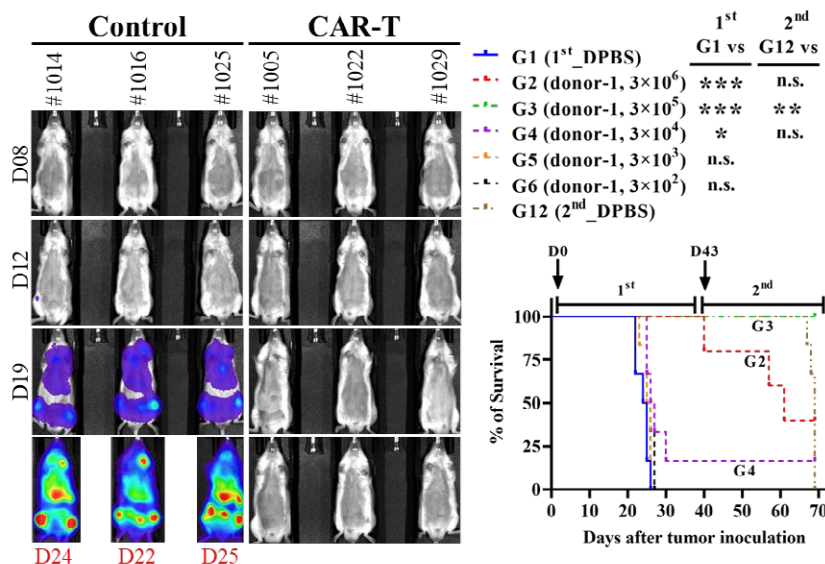 Control CAR-T
#1014 #1016 #1025 #1005 #1022 #1029
D08
D12
D19
D24 D22 D25
1st 2nd
G1 vs G12 vs
G1 (1st_DPBS)
G2 (donor-1, 3×10⁶) *** n.s.
G3 (donor-1, 3×10⁵) *** **
G4 (donor-1, 3×10⁴) * n.s.
G5 (donor-1, 3×10³) n.s.
G6 (donor-1, 3×10²) n.s.
G12 (2nd_DPBS)
D0 D43
1st 2nd
% of Survival
100
75
50
25
0
G3
G2
G4
0 10 20 30 40 50 60 70
Days after tumor inoculation